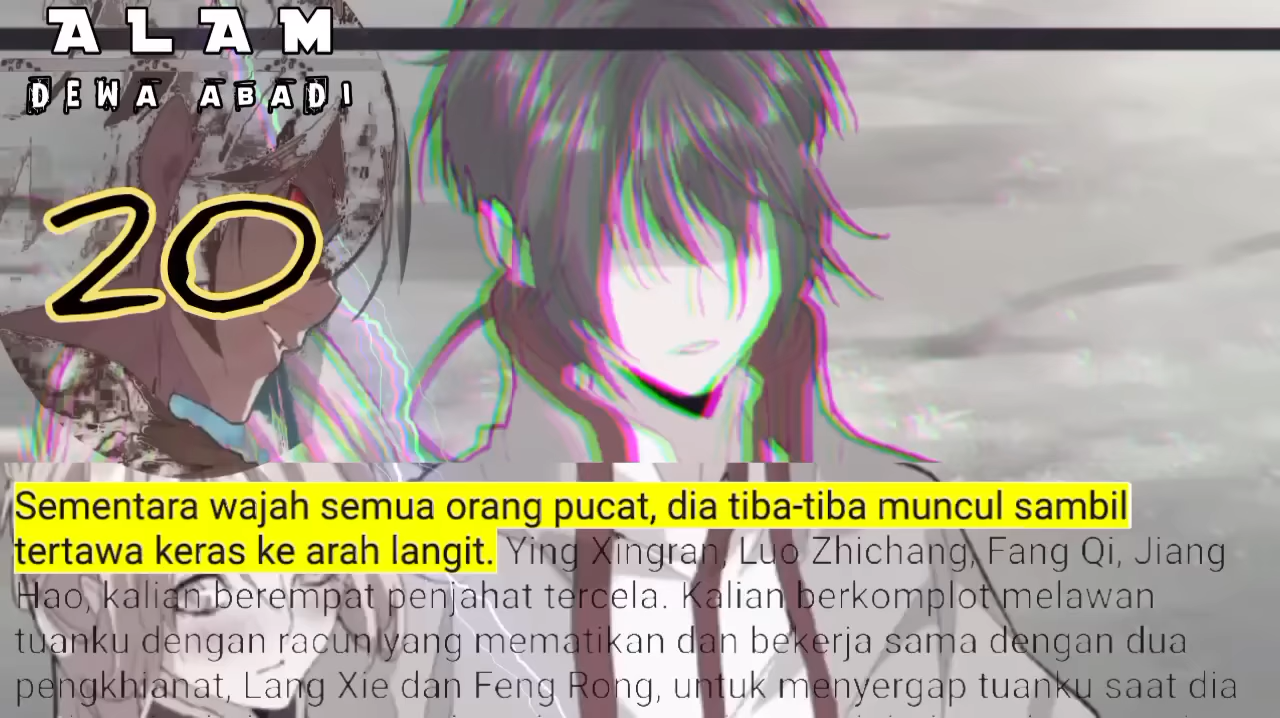 ALAM
DEWA ABADI
20
Sementara wajah semua orang pucat, dia tiba-tiba muncul sambil
tertawa keras ke arah langit. Ying Xingran, Luo Zhichang, Fang Qi, Jiang
Hao, kalian berempat penjahat tercela. Kalian berkomplot melawan
tuanku dengan racun yang mematikan dan bekerja sama dengan dua
pengkhianat, Lang Xie dan Feng Rong, untuk menyergap tuanku saat dia